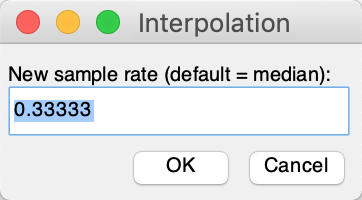 Interpolation
New sample rate (default = median):
0.33333
OK Cancel